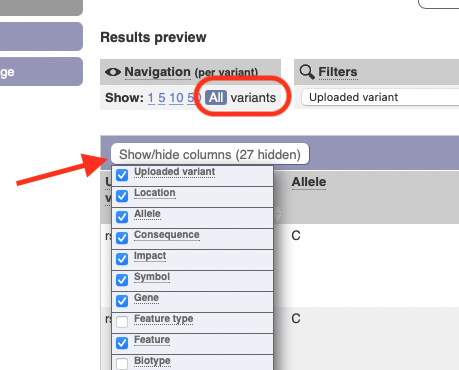 Results preview
ge
Navigation (per variant)
Filters
Show: 1 5 10 50 All variants
Uploaded variant
Show/hide columns (27 hidden)
Allele
Uploaded variant
Location
Allele
C
Consequence
Impact
Symbol
Gene
Feature type
C
Feature
Biotype